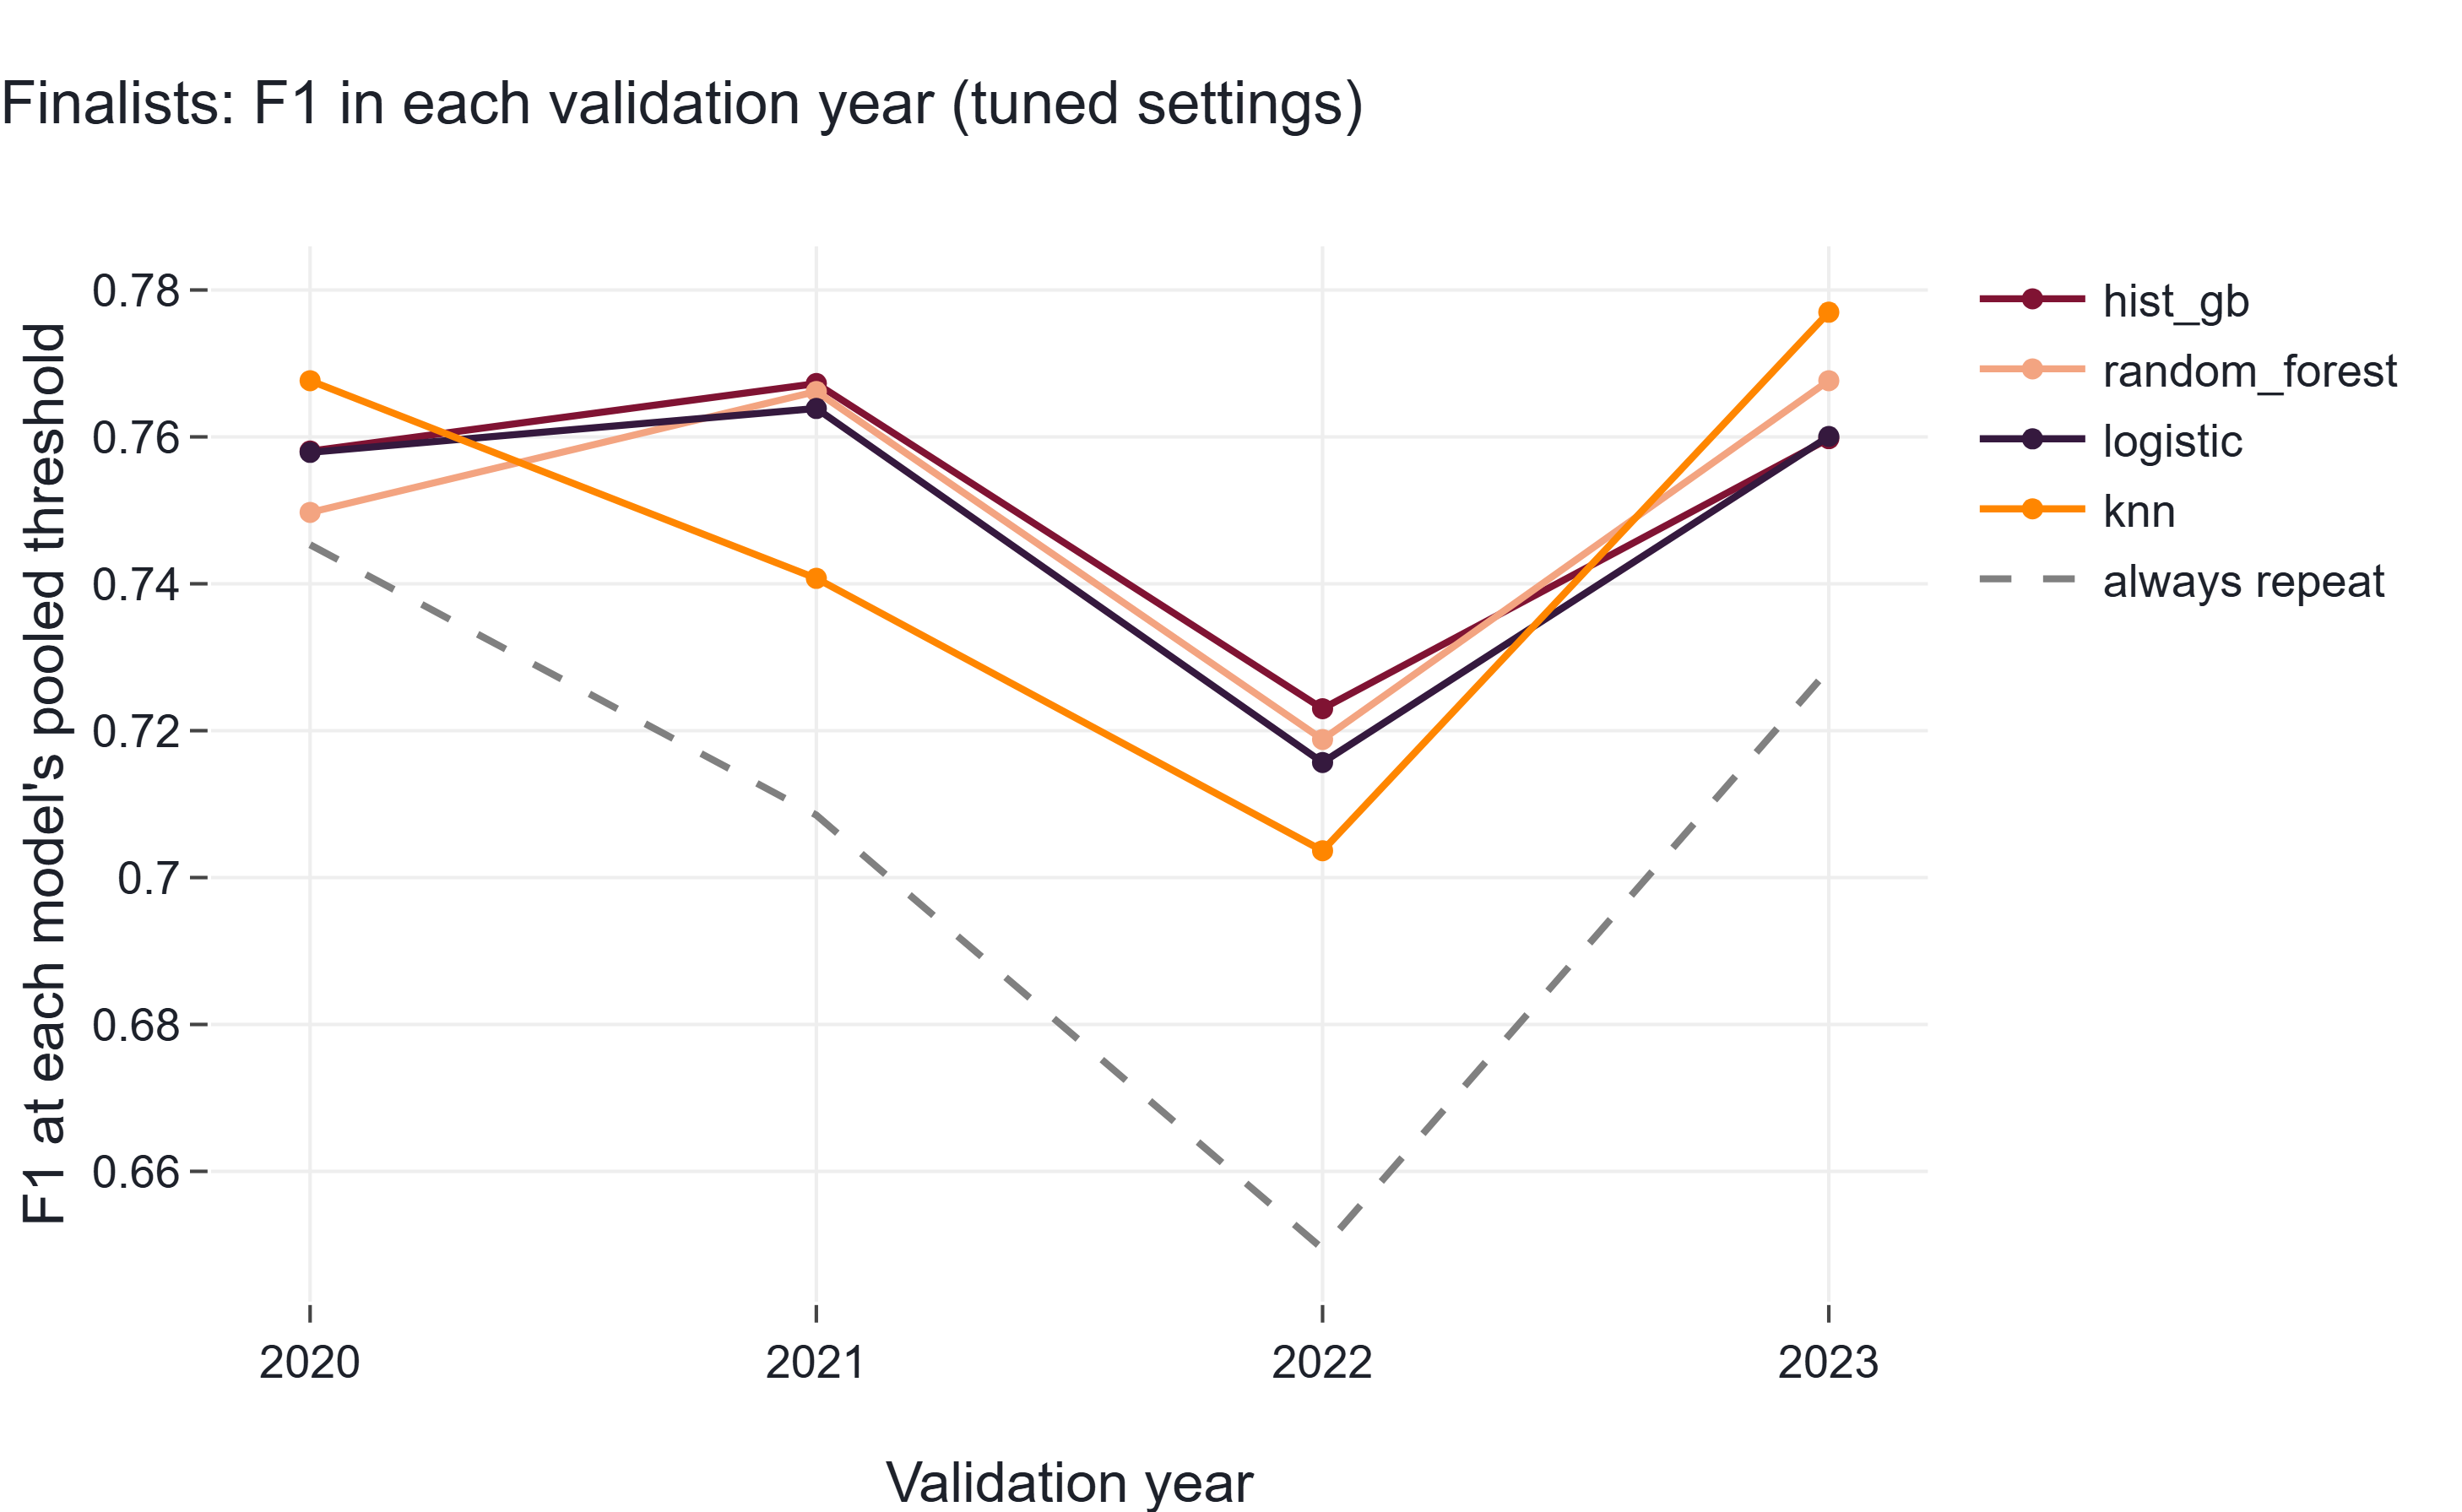 Finalists: F1 in each validation year (tuned settings)
F1 at each model's pooled threshold
0.78
0.76
0.74
0.72
0.7
0.68
0.66
2020
2021
2022
2023
Validation year
hist_gb
random_forest
logistic
knn
always repeat